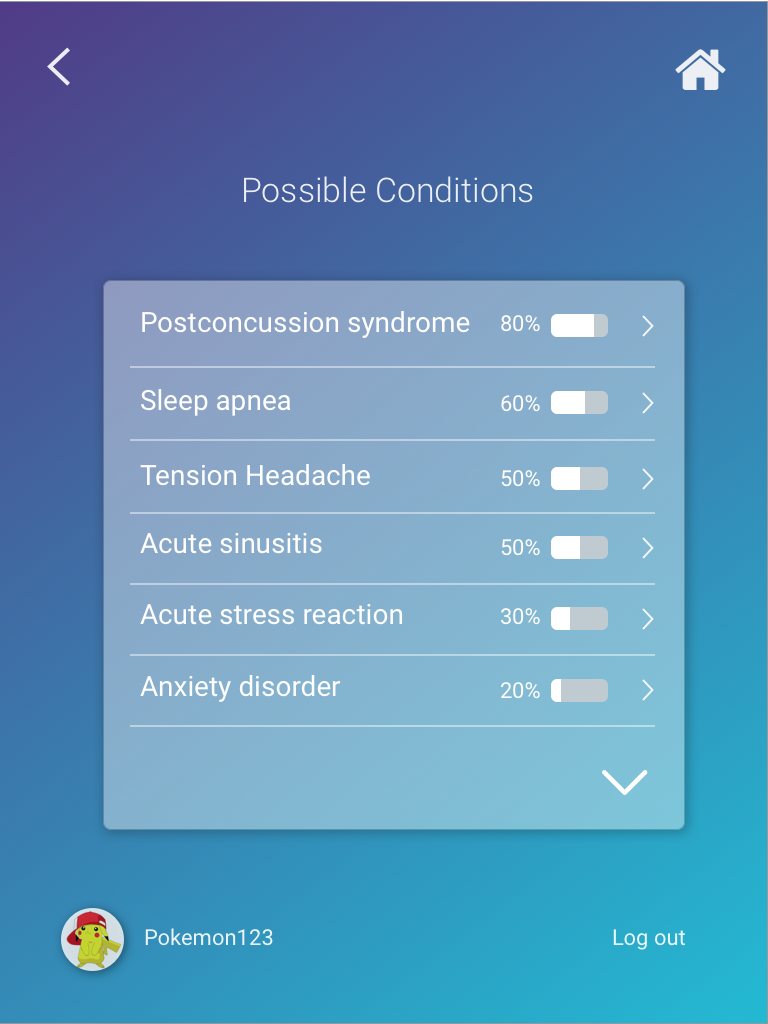 Possible Conditions
Postconcussion syndrome 80%
Sleep apnea 60%
Tension Headache 50%
Acute sinusitis 50%
Acute stress reaction 30%
Anxiety disorder 20%
Pokemon123 Log out